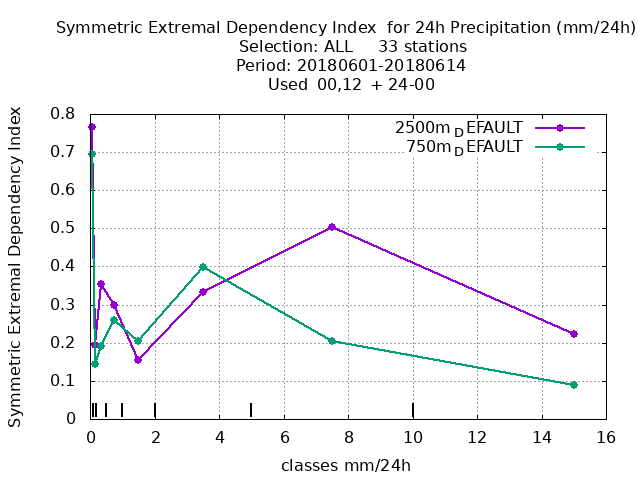 Symmetric Extremal Dependency Index  for 24h Precipitation (mm/24h)
Selection: ALL     33 stations
Period: 20180601-20180614
Used  00,12  + 24-00
2500m_DEFAULT
750m_DEFAULT
Symmetric Extremal Dependency Index
0.8
0.7
0.6
0.5
0.4
0.3
0.2
0.1
0
0 2 4 6 8 10 12 14 16
classes mm/24h